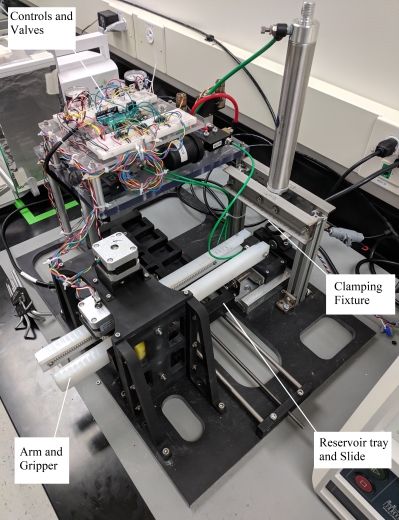 Controls and
Valves
Clamping
Fixture
Arm and
Gripper
Reservoir tray
and Slide